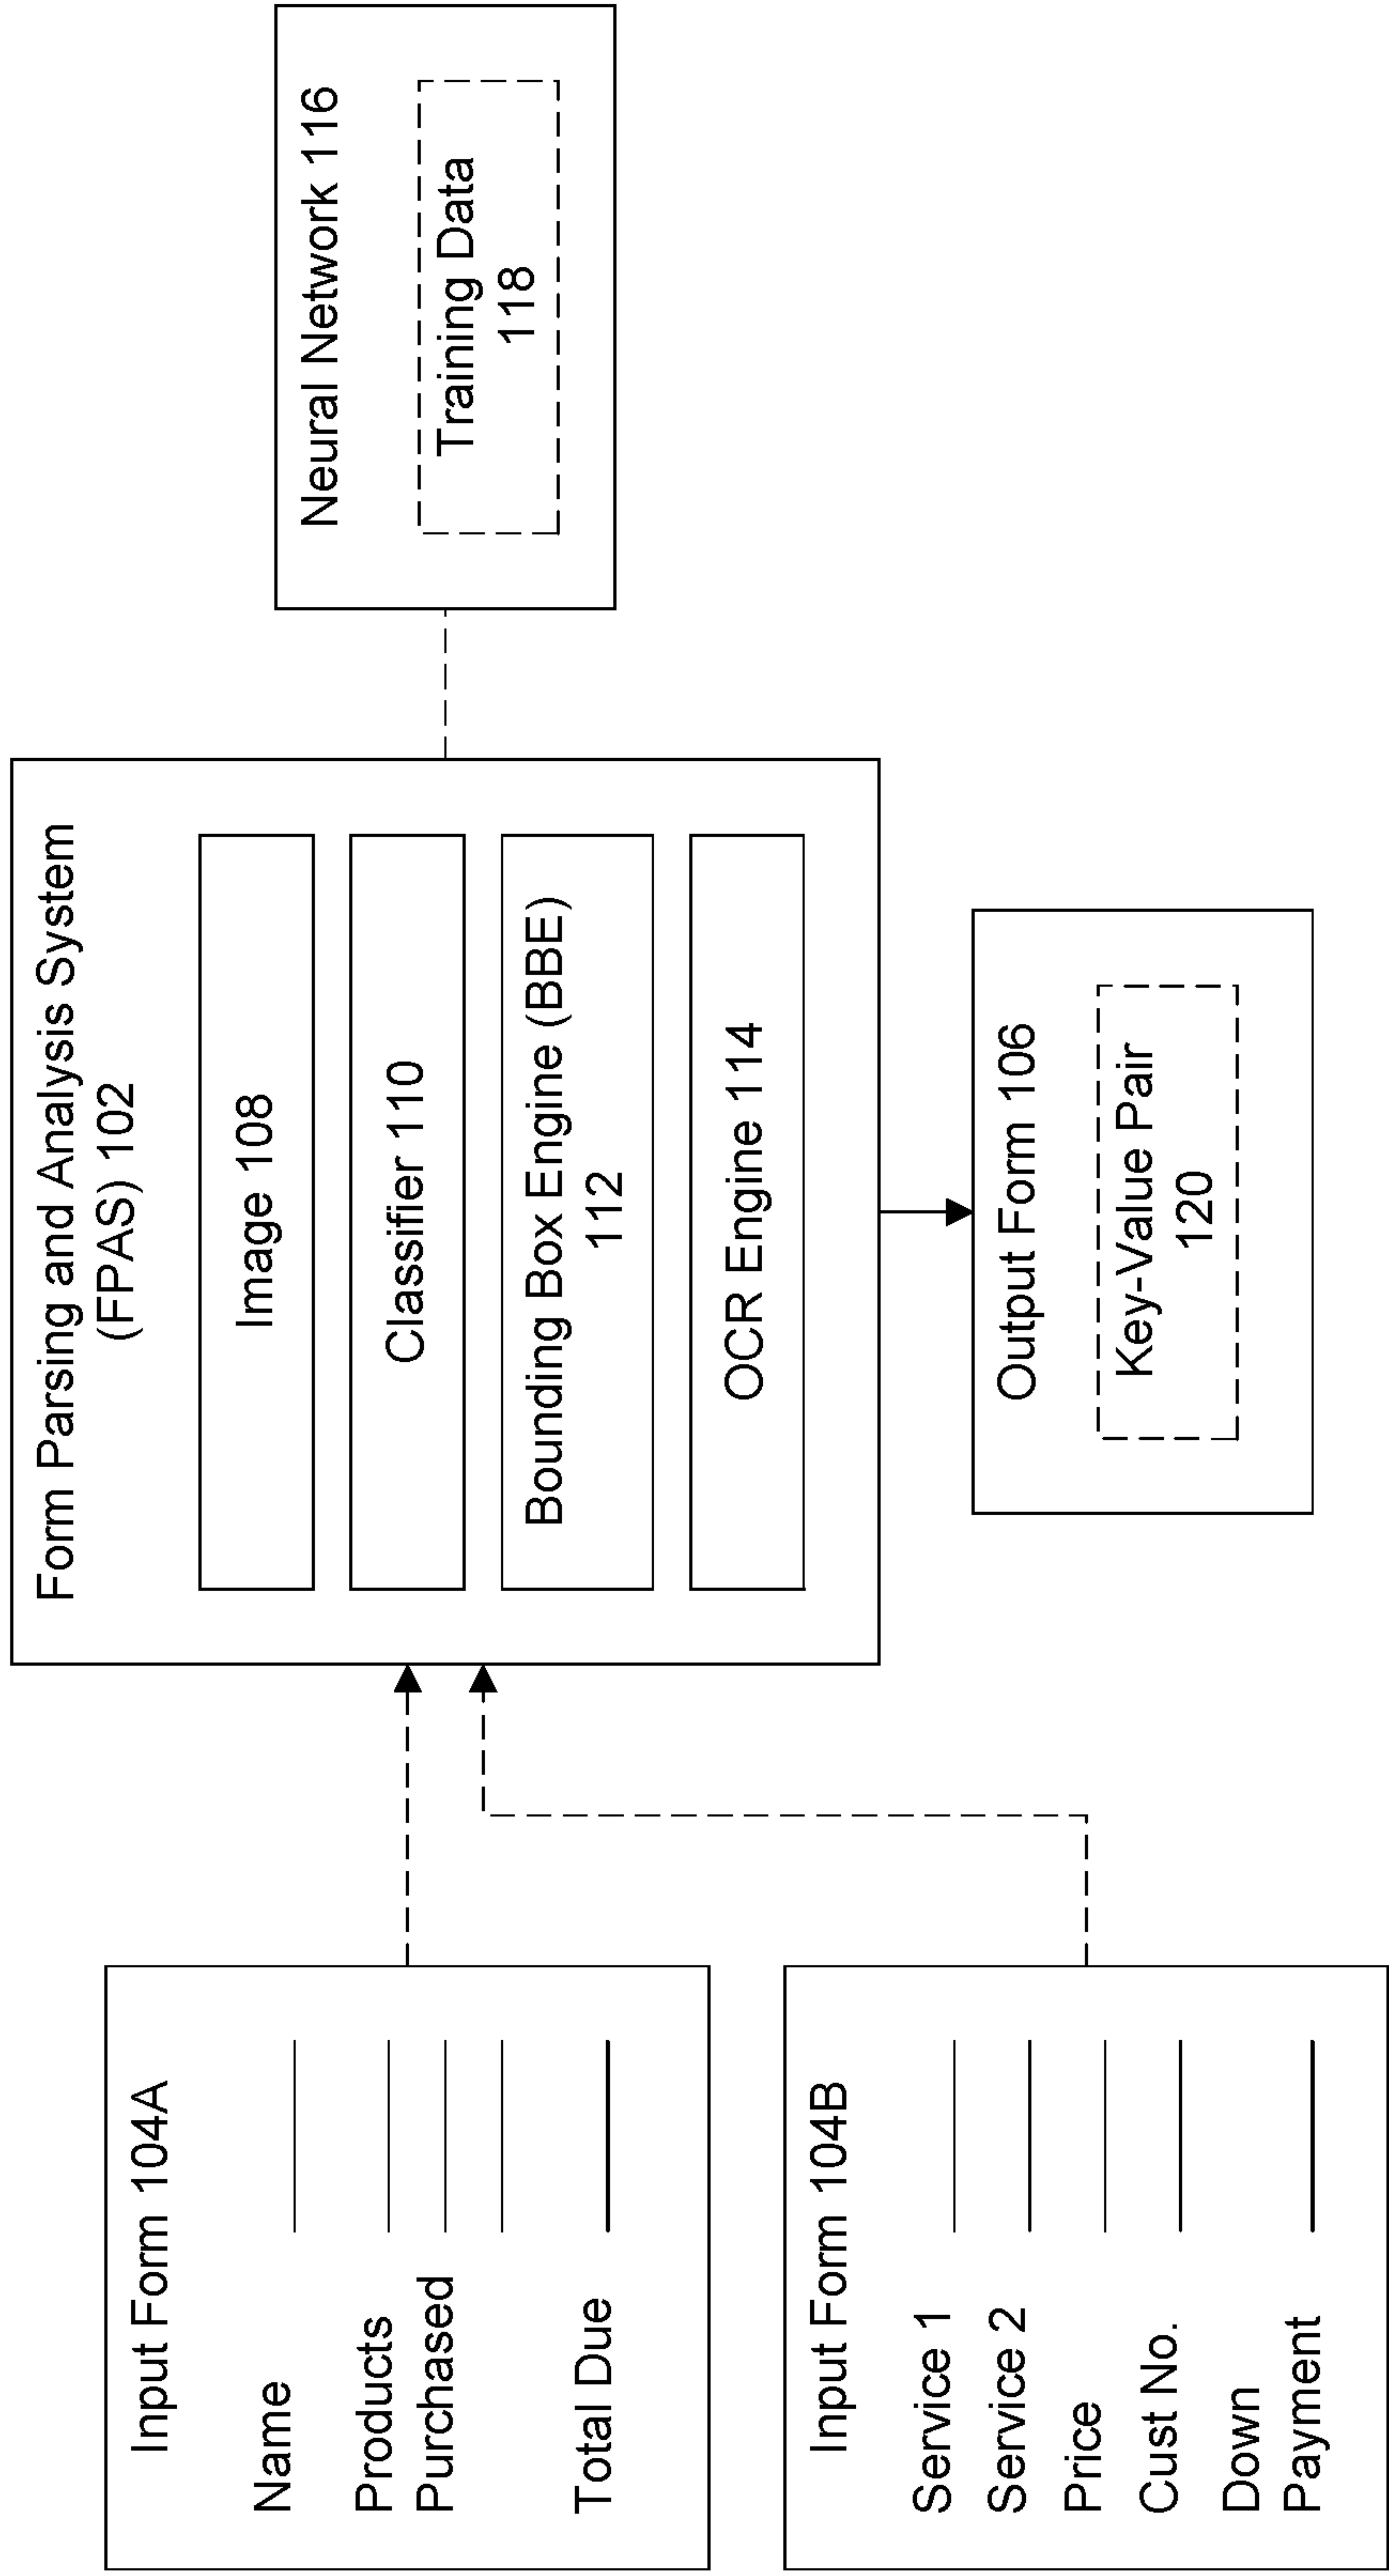 Input Form 104A
Name
Products
Purchased
Total Due
Input Form 104B
Service 1
Service 2
Price
Cust No.
Down
Payment
Form Parsing and Analysis System
(FPAS) 102
Image 108
Classifier 110
Bounding Box Engine (BBE)
112
OCR Engine 114
Output Form 106
Key-Value Pair
120
Neural Network 116
Training Data
118